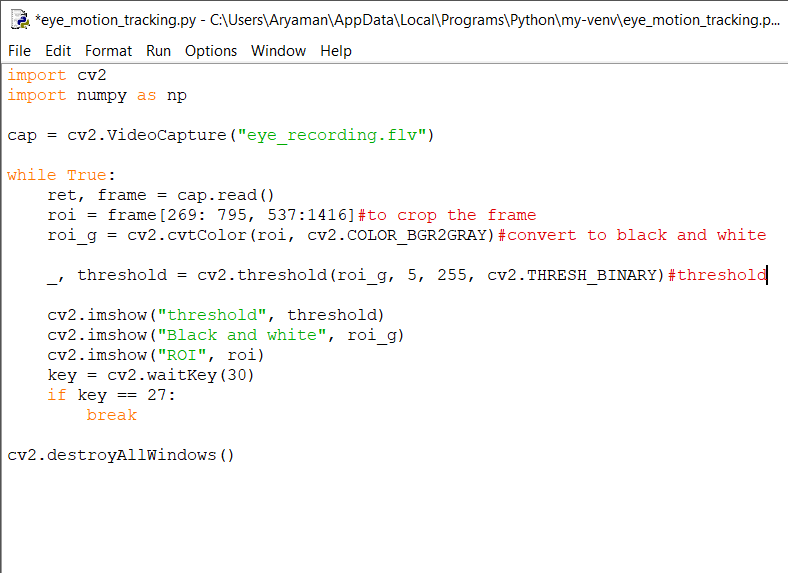 *eye_motion_tracking.py - C:\Users\Aryaman\AppData\Local\Programs\Python\my-venv\eye_motion_tracking.p...
File Edit Format Run Options Window Help
import cv2
import numpy as np

cap = cv2.VideoCapture("eye_recording.flv")

while True:
    ret, frame = cap.read()
    roi = frame[269: 795, 537:1416]#to crop the frame
    roi_g = cv2.cvtColor(roi, cv2.COLOR_BGR2GRAY)#convert to black and white

    _, threshold = cv2.threshold(roi_g, 5, 255, cv2.THRESH_BINARY)#threshold

    cv2.imshow("threshold", threshold)
    cv2.imshow("Black and white", roi_g)
    cv2.imshow("ROI", roi)
    key = cv2.waitKey(30)
    if key == 27:
        break

cv2.destroyAllWindows()